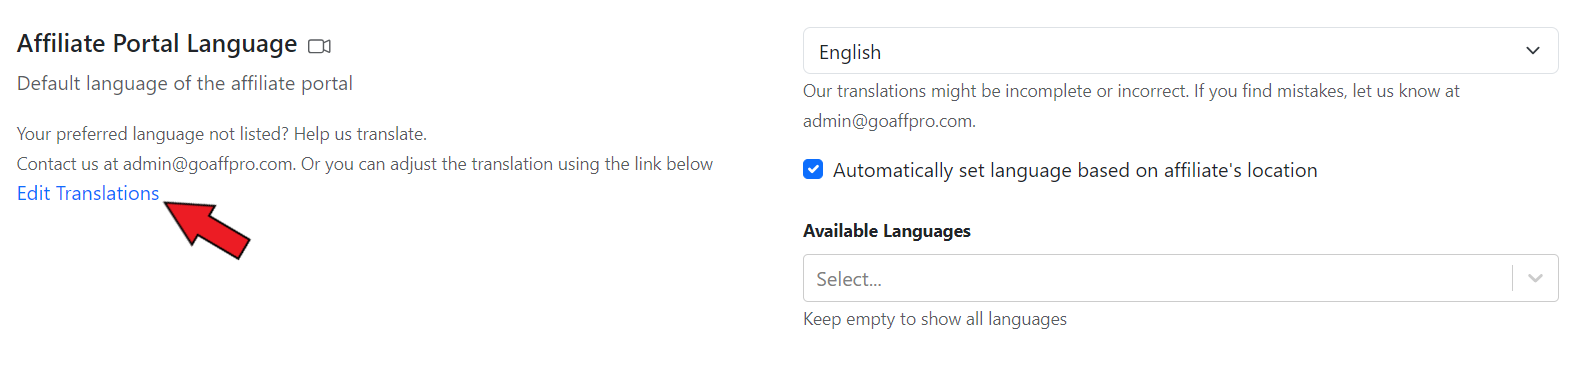 Affiliate Portal Language
Default language of the affiliate portal
Your preferred language not listed? Help us translate.
Contact us at admin@goaffpro.com. Or you can adjust the translation using the link below
Edit Translations
English
Our translations might be incomplete or incorrect. If you find mistakes, let us know at
admin@goaffpro.com.
Automatically set language based on affiliate's location
Available Languages
Select...
Keep empty to show all languages